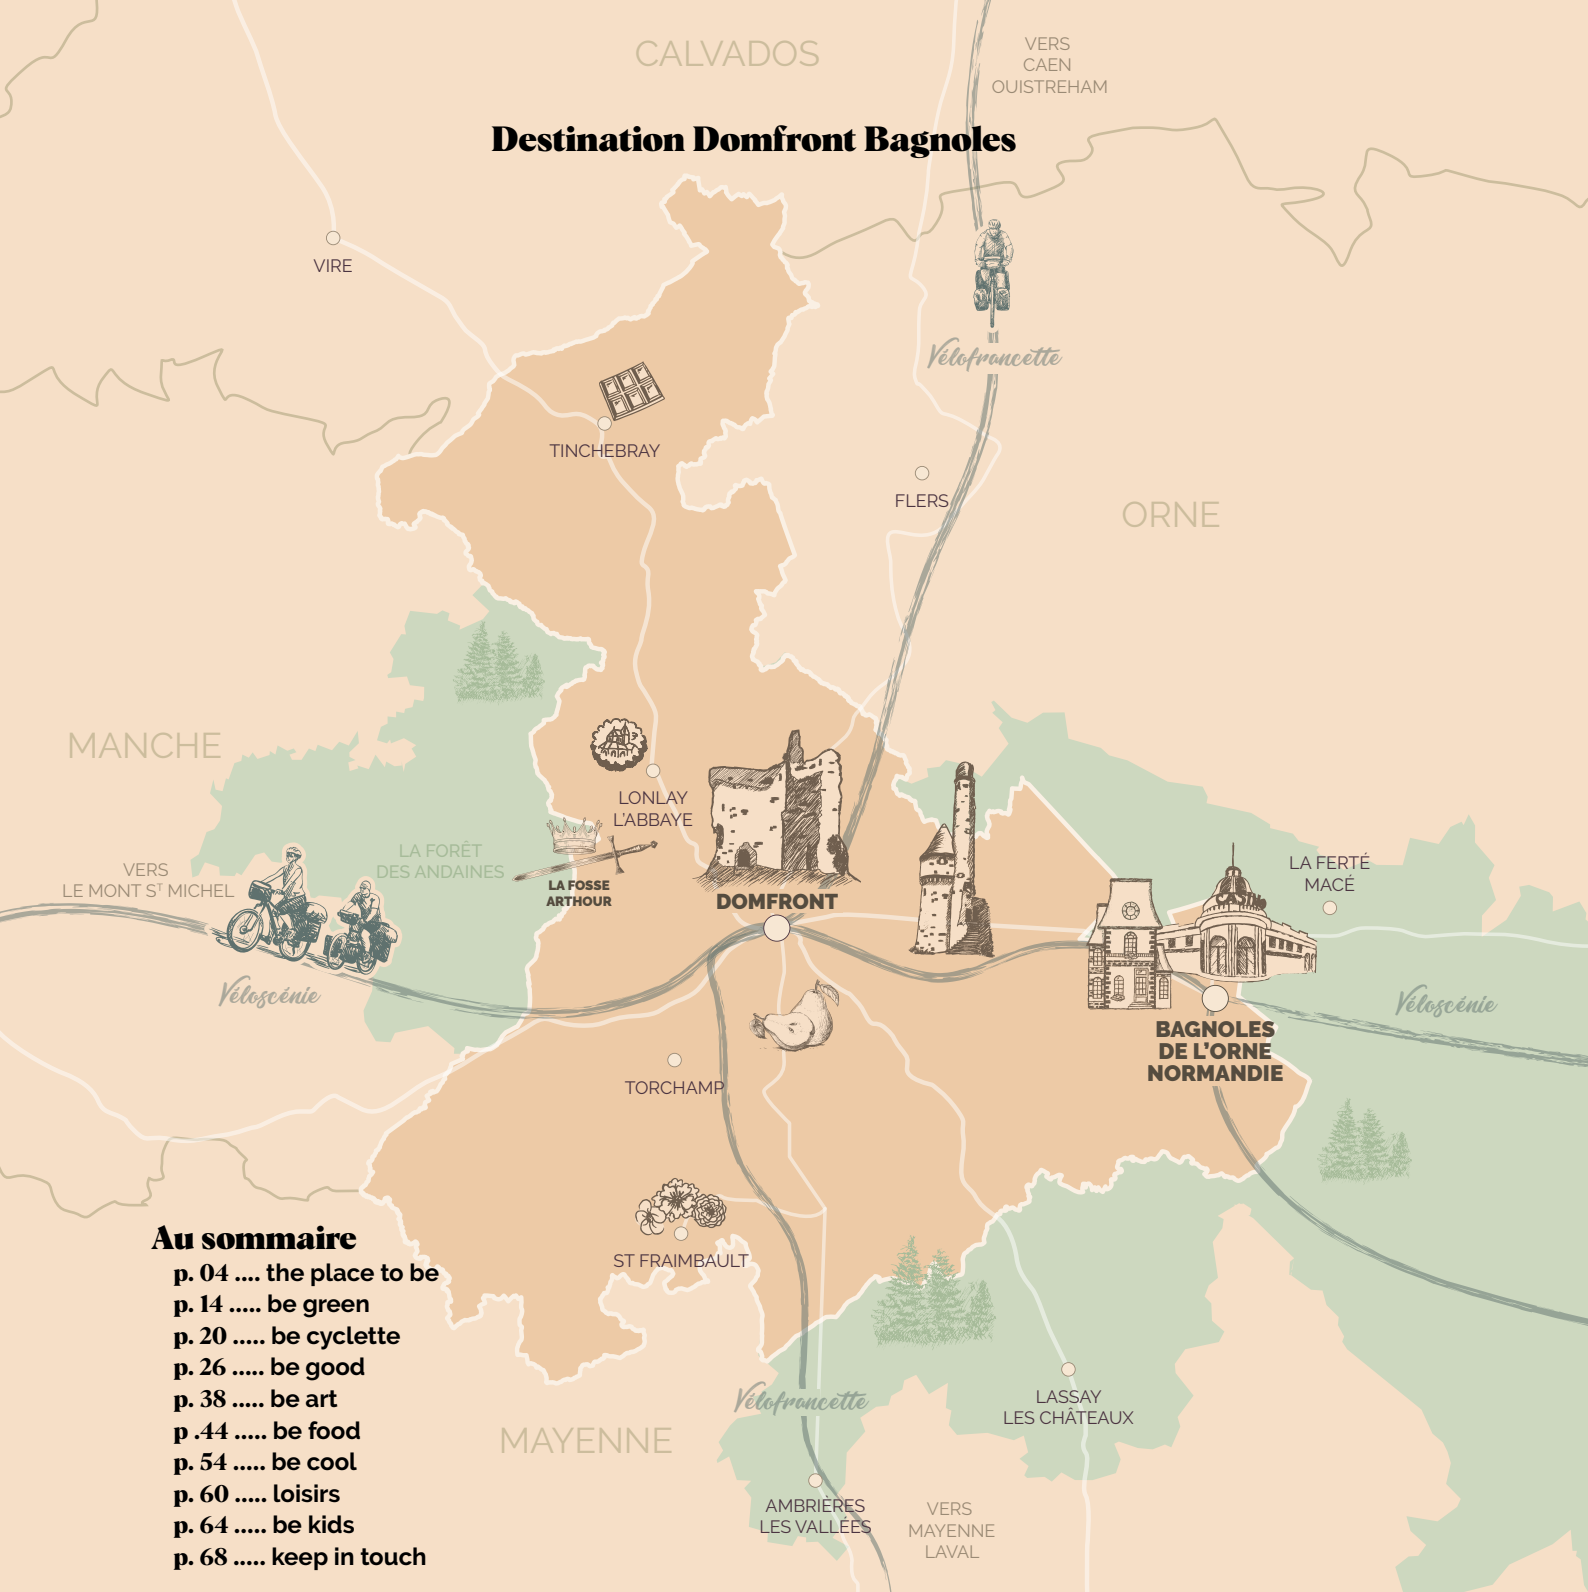 CALVADOS
VERS
CAEN
OUISTREHAM
Destination Domfront Bagnoles
VIRE
Vélofrancette
TINCHEBRAY
FLERS
ORNE
MANCHE
LONLAY
L'ABBAYE
LA FORÊT
DES ANDAINES
VERS
LE MONT Sᵀ MICHEL
LA FOSSE
ARTHOUR
DOMFRONT
CASINO
LA FERTÉ
MACÉ
Véloscénie
Véloscénie
BAGNOLES
DE L'ORNE
NORMANDIE
TORCHAMP
ST FRAIMBAULT
Au sommaire
p. 04 .... the place to be
p. 14 ..... be green
p. 20 ..... be cyclette
p. 26 ..... be good
p. 38 ..... be art
p .44 ..... be food
p. 54 ..... be cool
p. 60 ..... loisirs
p. 64 ..... be kids
p. 68 ..... keep in touch
Vélofrancette
MAYENNE
LASSAY
LES CHÂTEAUX
AMBRIÈRES
LES VALLÉES
VERS
MAYENNE
LAVAL